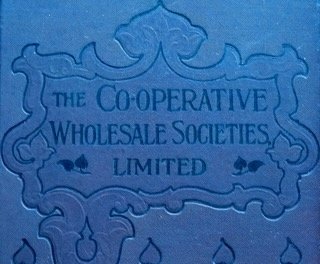 THE CO-OPERATIVE
WHOLESALE SOCIETIES
LIMITED